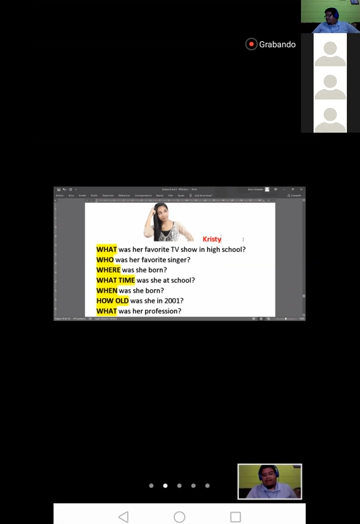 Grabando
Kristy
WHAT was her favorite TV show in high school?
WHO was her favorite singer?
WHERE was she born?
WHAT TIME was she at school?
WHEN was she born?
HOW OLD was she in 2001?
WHAT was her profession?